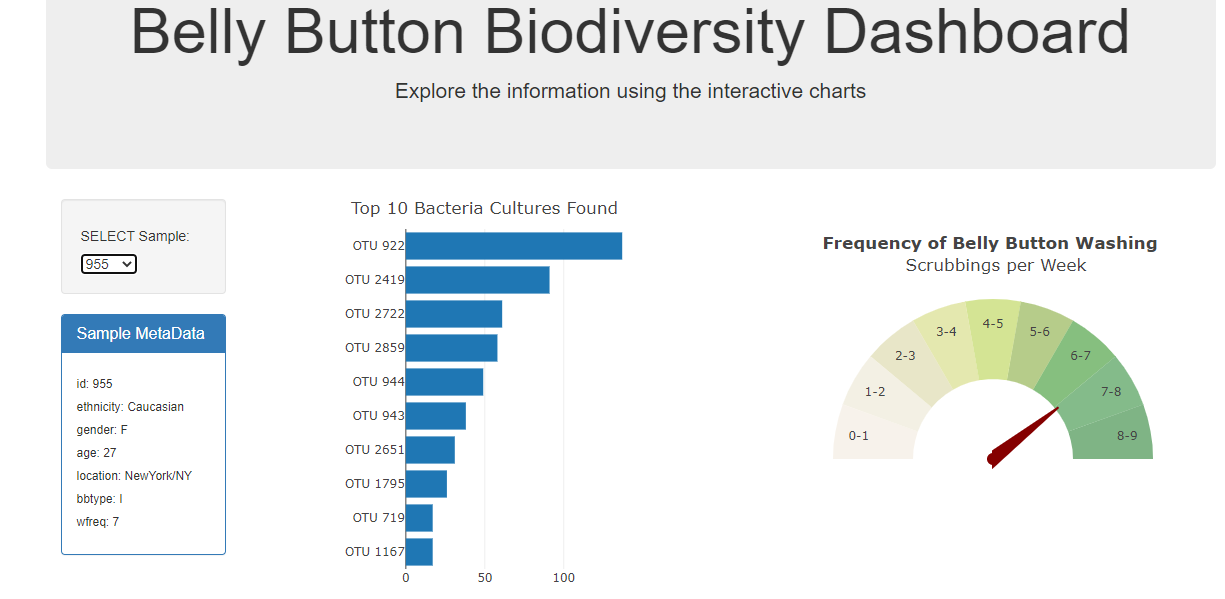 Belly Button Biodiversity Dashboard
Explore the information using the interactive charts
SELECT Sample:
955
Sample MetaData
id: 955
ethnicity: Caucasian
gender: F
age: 27
location: NewYork/NY
bbtype: I
wfreq: 7
Top 10 Bacteria Cultures Found
OTU 922
OTU 2419
OTU 2722
OTU 2859
OTU 944
OTU 943
OTU 2651
OTU 1795
OTU 719
OTU 1167
0 50 100
Frequency of Belly Button Washing
Scrubbings per Week
0-1
1-2
2-3
3-4
4-5
5-6
6-7
7-8
8-9